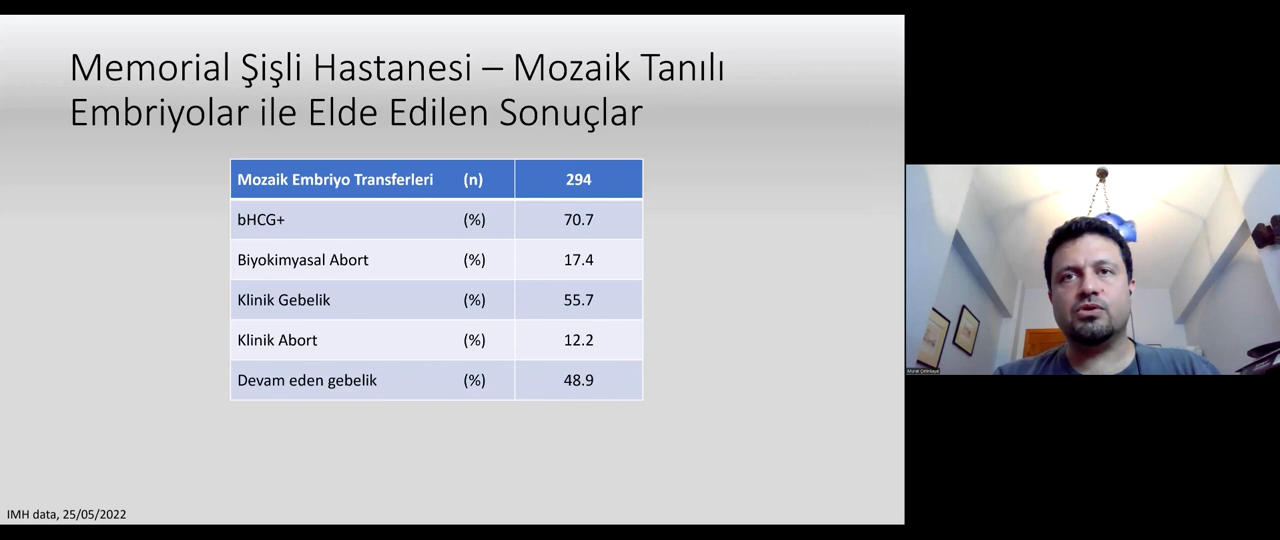 Memorial Şişli Hastanesi – Mozaik Tanılı
Embriyolar ile Elde Edilen Sonuçlar
Mozaik Embriyo Transferleri (n) 294
bHCG+ (%) 70.7
Biyokimyasal Abort (%) 17.4
Klinik Gebelik (%) 55.7
Klinik Abort (%) 12.2
Devam eden gebelik (%) 48.9
IMH data, 25/05/2022
Murat Çetinkaya